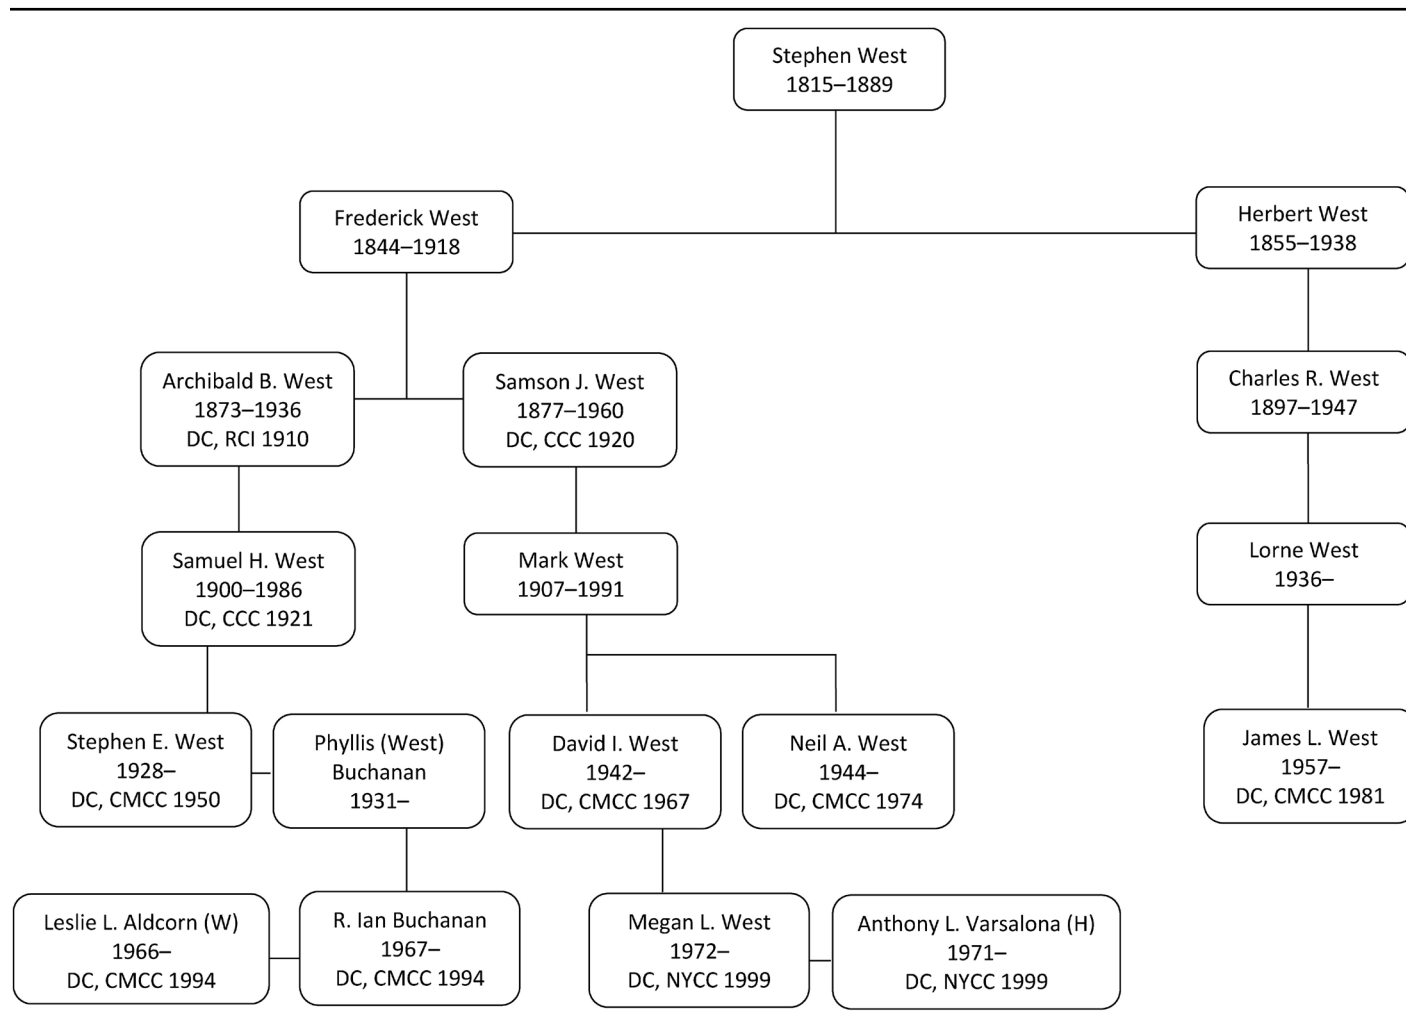 Stephen West
1815–1889
Frederick West
1844–1918
Herbert West
1855–1938
Archibald B. West
1873–1936
DC, RCI 1910
Samson J. West
1877–1960
DC, CCC 1920
Charles R. West
1897–1947
Samuel H. West
1900–1986
DC, CCC 1921
Mark West
1907–1991
Lorne West
1936–
Stephen E. West
1928–
DC, CMCC 1950
Phyllis (West)
Buchanan
1931–
David I. West
1942–
DC, CMCC 1967
Neil A. West
1944–
DC, CMCC 1974
James L. West
1957–
DC, CMCC 1981
Leslie L. Aldcorn (W)
1966–
DC, CMCC 1994
R. Ian Buchanan
1967–
DC, CMCC 1994
Megan L. West
1972–
DC, NYCC 1999
Anthony L. Varsalona (H)
1971–
DC, NYCC 1999